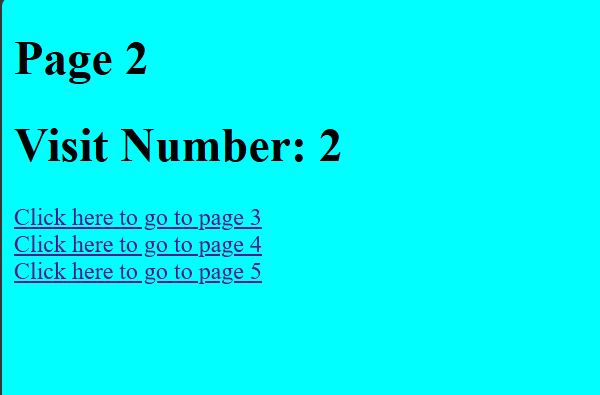 Page 2
Visit Number: 2
Click here to go to page 3
Click here to go to page 4
Click here to go to page 5